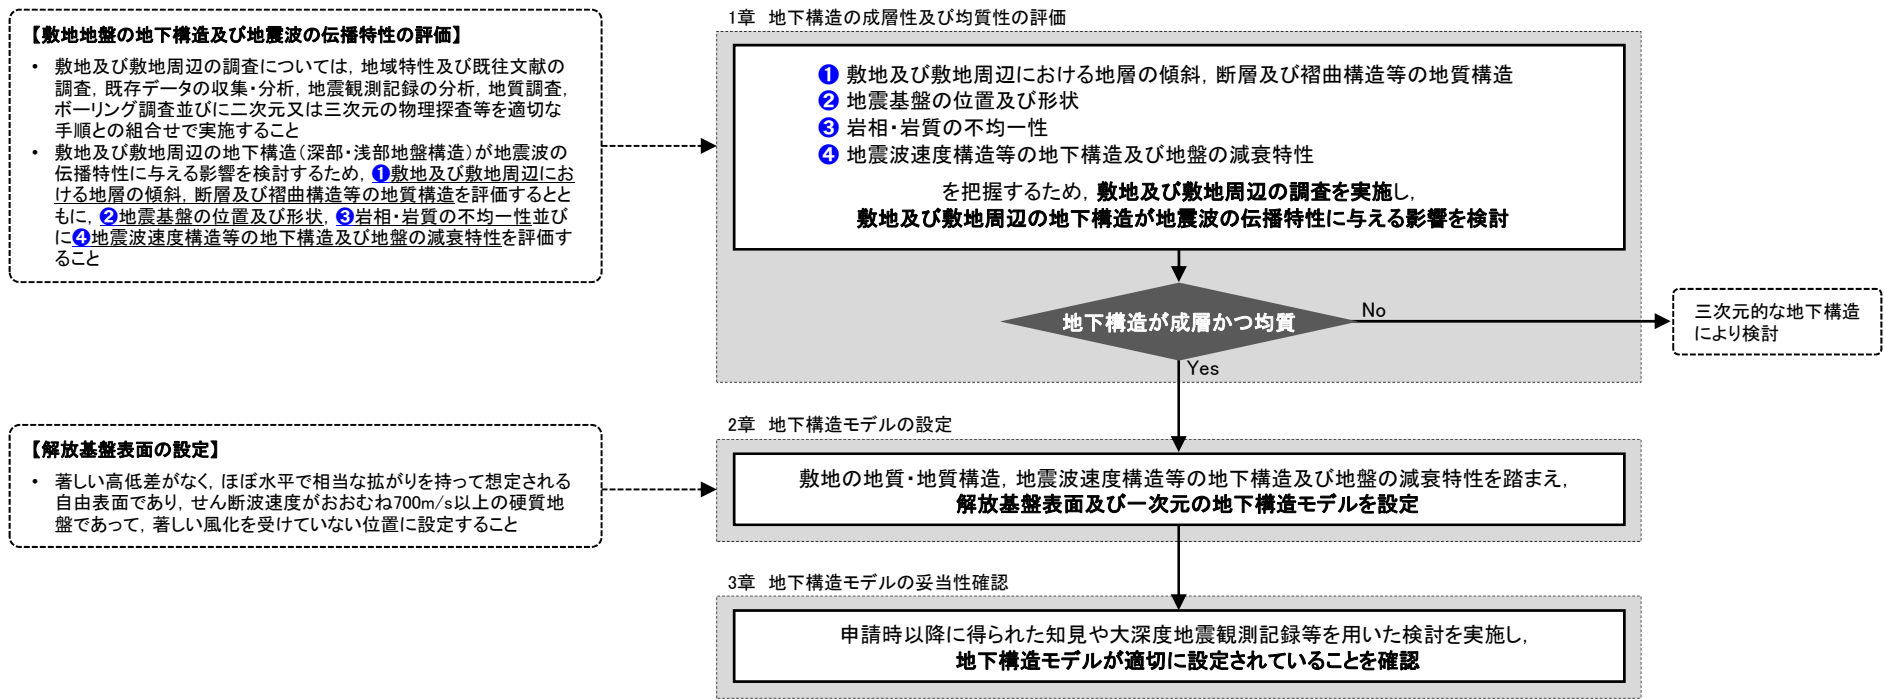 【敷地地盤の地下構造及び地震波の伝播特性の評価】
• 敷地及び敷地周辺の調査については，地域特性及び既往文献の
調査，既存データの収集・分析，地震観測記録の分析，地質調査，
ボーリング調査並びに二次元又は三次元の物理探査等を適切な
手順との組合せで実施すること
• 敷地及び敷地周辺の地下構造（深部・浅部地盤構造）が地震波の
伝播特性に与える影響を検討するため，❶敷地及び敷地周辺にお
ける地層の傾斜，断層及び褶曲構造等の地質構造を評価するとと
もに，❷地震基盤の位置及び形状，❸岩相・岩質の不均一性並び
に❹地震波速度構造等の地下構造及び地盤の減衰特性を評価す
ること
1章 地下構造の成層性及び均質性の評価
❶ 敷地及び敷地周辺における地層の傾斜，断層及び褶曲構造等の地質構造
❷ 地震基盤の位置及び形状
❸ 岩相・岩質の不均一性
❹ 地震波速度構造等の地下構造及び地盤の減衰特性
を把握するため，敷地及び敷地周辺の調査を実施し，
敷地及び敷地周辺の地下構造が地震波の伝播特性に与える影響を検討
地下構造が成層かつ均質
No
三次元的な地下構造
により検討
Yes
【解放基盤表面の設定】
• 著しい高低差がなく，ほぼ水平で相当な拡がりを持って想定される
自由表面であり，せん断波速度がおおむね700m/s以上の硬質地
盤であって，著しい風化を受けていない位置に設定すること
2章 地下構造モデルの設定
敷地の地質・地質構造，地震波速度構造等の地下構造及び地盤の減衰特性を踏まえ，
解放基盤表面及び一次元の地下構造モデルを設定
3章 地下構造モデルの妥当性確認
申請時以降に得られた知見や大深度地震観測記録等を用いた検討を実施し，
地下構造モデルが適切に設定されていることを確認